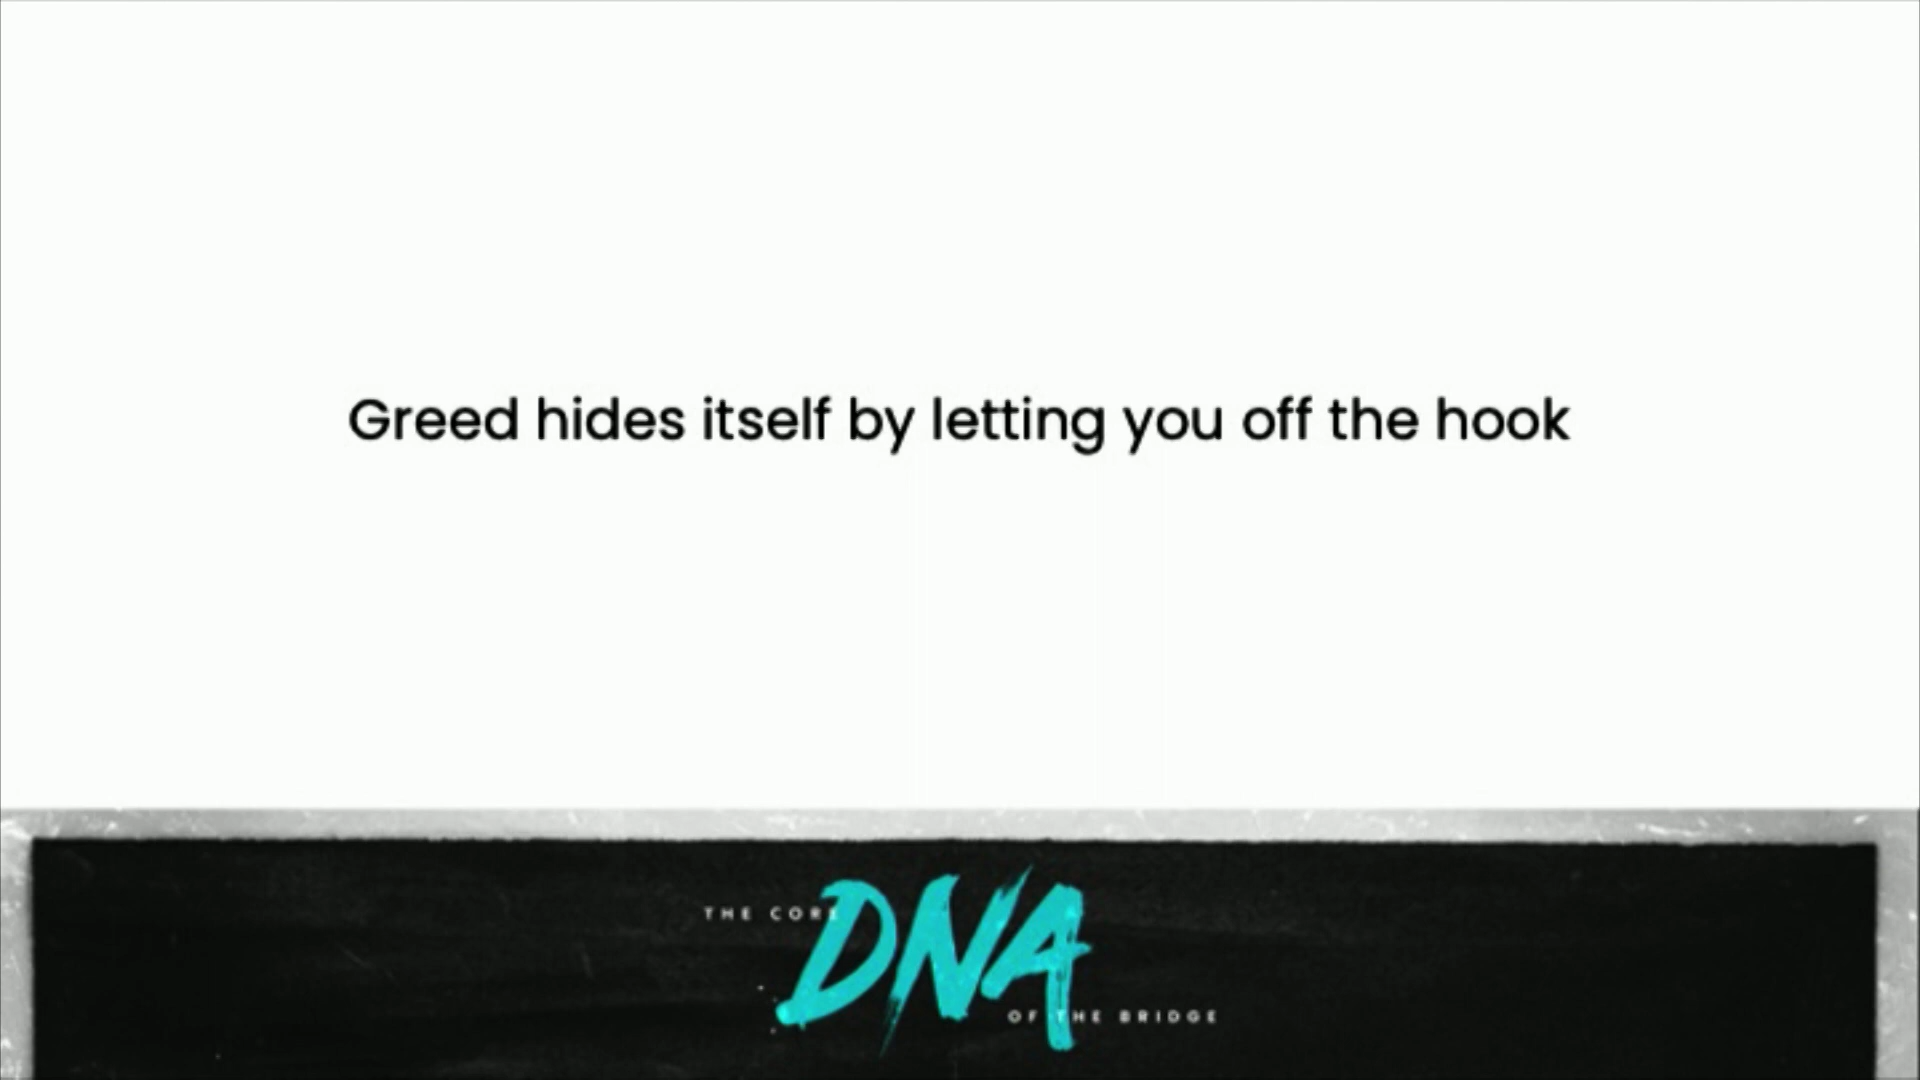 Greed hides itself by letting you off the hook
THE CORE
DNA
OF THE BRIDGE